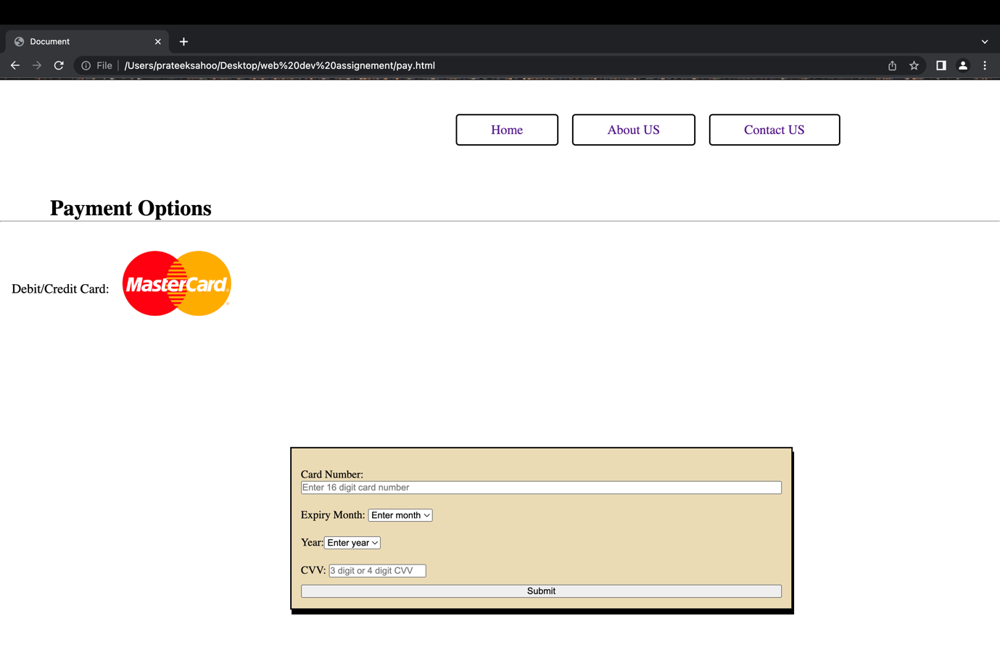 Document
File /Users/prateeksahoo/Desktop/web%20dev%20assignement/pay.html
Home About US Contact US
Payment Options
Debit/Credit Card: MasterCard
Card Number:
Enter 16 digit card number
Expiry Month: Enter month
Year: Enter year
CVV: 3 digit or 4 digit CVV
Submit